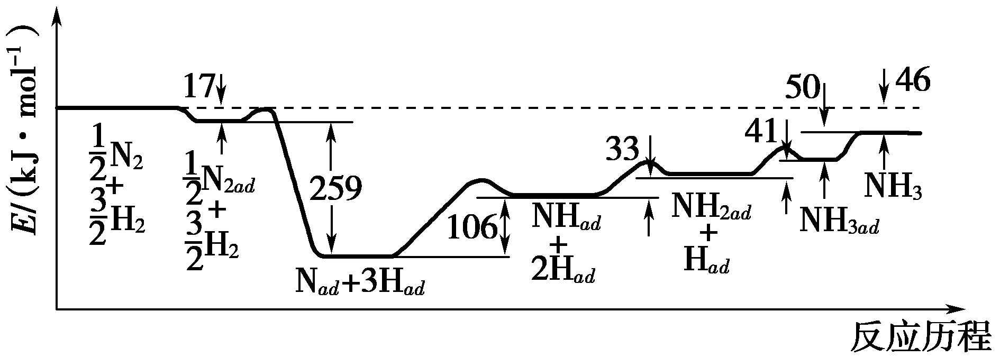 E/(kJ·mol⁻¹)
17
50
46
41
33
259
106
1/2N₂
+
3/2H₂
1/2N₂ad
+
3/2H₂
Nad+3Had
NHad
+
2Had
NH₂ad
+
Had
NH₃ad
NH₃
反应历程